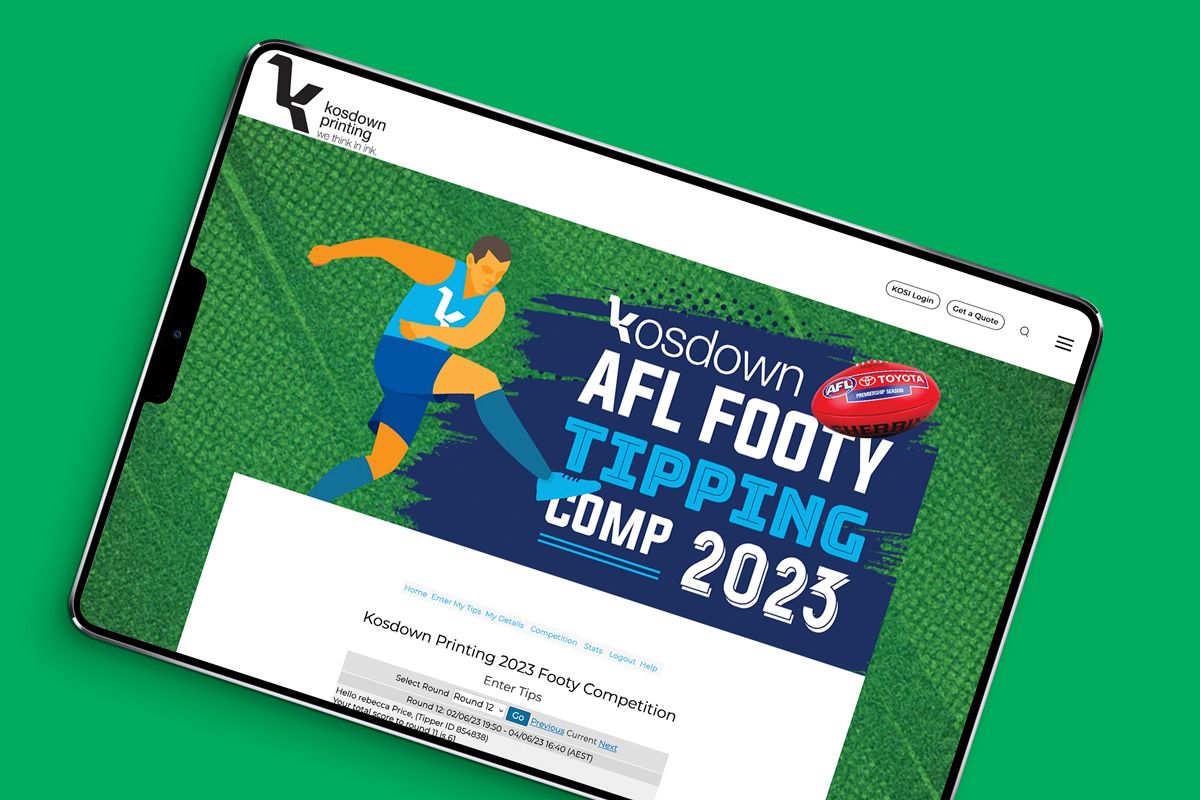 kosdown
printing
we think in ink.
KOSI Login
Get a Quote
kosdown
AFL FOOTY
TIPPING
COMP 2023
AFL TOYOTA
PREMIERSHIP SEASON
SHERRIN
Home Enter My Tips My Details Competition Stats Logout Help
Kosdown Printing 2023 Footy Competition
Enter Tips
Select Round Round 12 Go Previous Current Next
Round 12: 02/06/23 19:50 - 04/06/23 16:40 (AEST)
Hello rebecca Price, (Tipper ID 854838)
Your total score to round 11 is 61